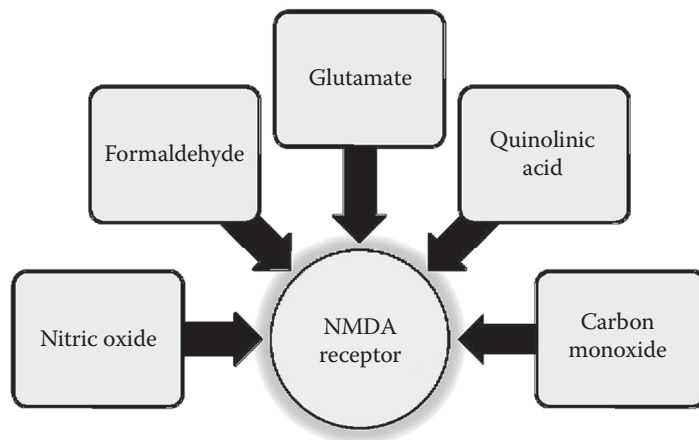 Glutamate
Formaldehyde
Quinolinic
acid
Nitric oxide
NMDA
receptor
Carbon
monoxide